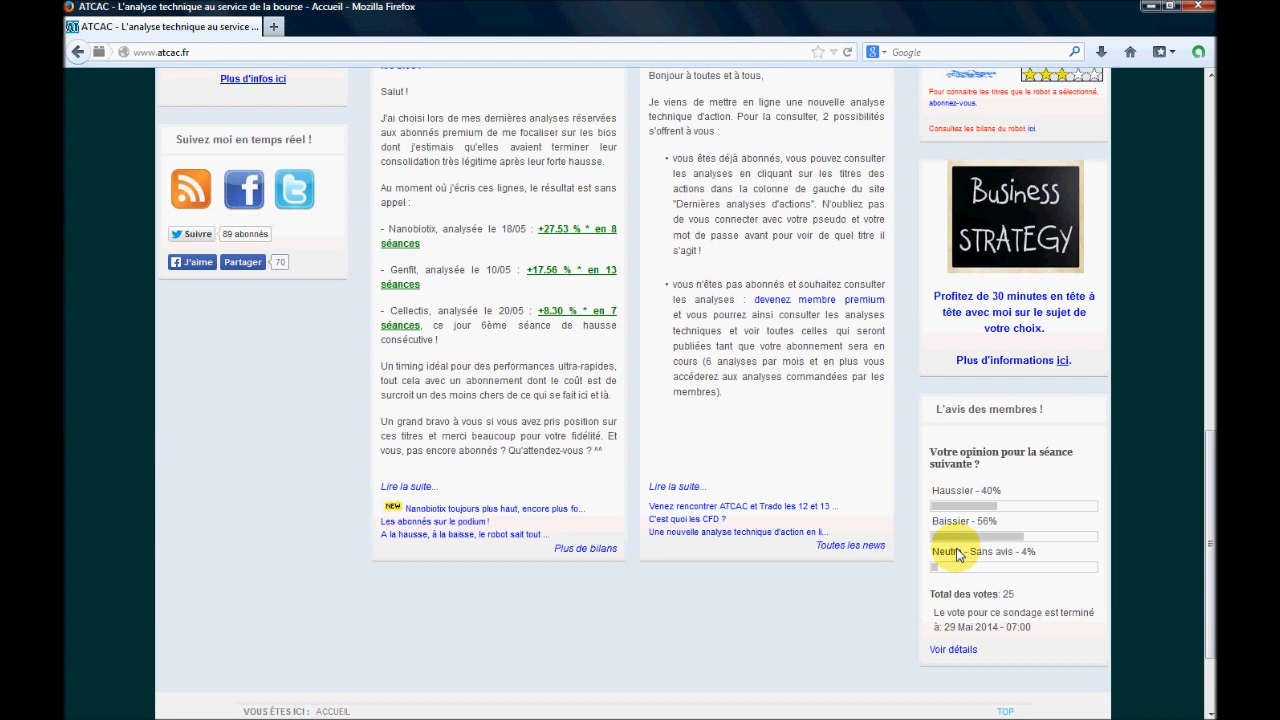 ATCAC - L'analyse technique au service de la bourse - Accueil - Mozilla Firefox
ATCAC - L'analyse technique au service ...
+
www.atcac.fr
Google
Plus d'infos ici
Suivez moi en temps réel !
Suivre
89 abonnés
J'aime
Partager
70
Salut !
J'ai choisi lors de mes dernières analyses réservées
aux abonnés premium de me focaliser sur les bios
dont j'estimais qu'elles avaient terminer leur
consolidation très légitime après leur forte hausse.
Au moment où j'écris ces lignes, le résultat est sans
appel :
- Nanobiotix, analysée le 18/05 : +27.53 % * en 8
séances
- Genfit, analysée le 10/05 : +17.56 % * en 13
séances
- Cellectis, analysée le 20/05 : +8.30 % * en 7
séances, ce jour 6ème séance de hausse
consécutive !
Un timing idéal pour des performances ultra-rapides,
tout cela avec un abonnement dont le coût est de
surcroit un des moins chers de ce qui se fait ici et là.
Un grand bravo à vous si vous avez pris position sur
ces titres et merci beaucoup pour votre fidélité. Et
vous, pas encore abonnés ? Qu'attendez-vous ? ^^
Lire la suite...
NEW Nanobiotix toujours plus haut, encore plus fo...
Les abonnés sur le podium !
A la hausse, à la baisse, le robot sait tout ...
Plus de bilans
Bonjour à toutes et à tous,
Je viens de mettre en ligne une nouvelle analyse
technique d'action. Pour la consulter, 2 possibilités
s'offrent à vous :
• vous êtes déjà abonnés, vous pouvez consulter
les analyses en cliquant sur les titres des
actions dans la colonne de gauche du site
"Dernières analyses d'actions". N'oubliez pas
de vous connecter avec votre pseudo et votre
mot de passe avant pour voir de quel titre il
s'agit !
• vous n'êtes pas abonnés et souhaitez consulter
les analyses : devenez membre premium
et vous pourrez ainsi consulter les analyses
techniques et voir toutes celles qui seront
publiées tant que votre abonnement sera en
cours (6 analyses par mois et en plus vous
accéderez aux analyses commandées par les
membres).
Lire la suite...
Venez rencontrer ATCAC et Trado les 12 et 13 ...
C'est quoi les CFD ?
Une nouvelle analyse technique d'action en li...
Toutes les news
Pour connaitre les titres que le robot a sélectionné,
abonnez-vous.
Consultez les bilans du robot ici.
Business
STRATEGY
Profitez de 30 minutes en tête à
tête avec moi sur le sujet de
votre choix.
Plus d'informations ici.
L'avis des membres !
Votre opinion pour la séance
suivante ?
Haussier - 40%
Baissier - 56%
Neutre - Sans avis - 4%
Total des votes: 25
Le vote pour ce sondage est terminé
à: 29 Mai 2014 - 07:00
Voir détails
VOUS ÊTES ICI : ACCUEIL
TOP